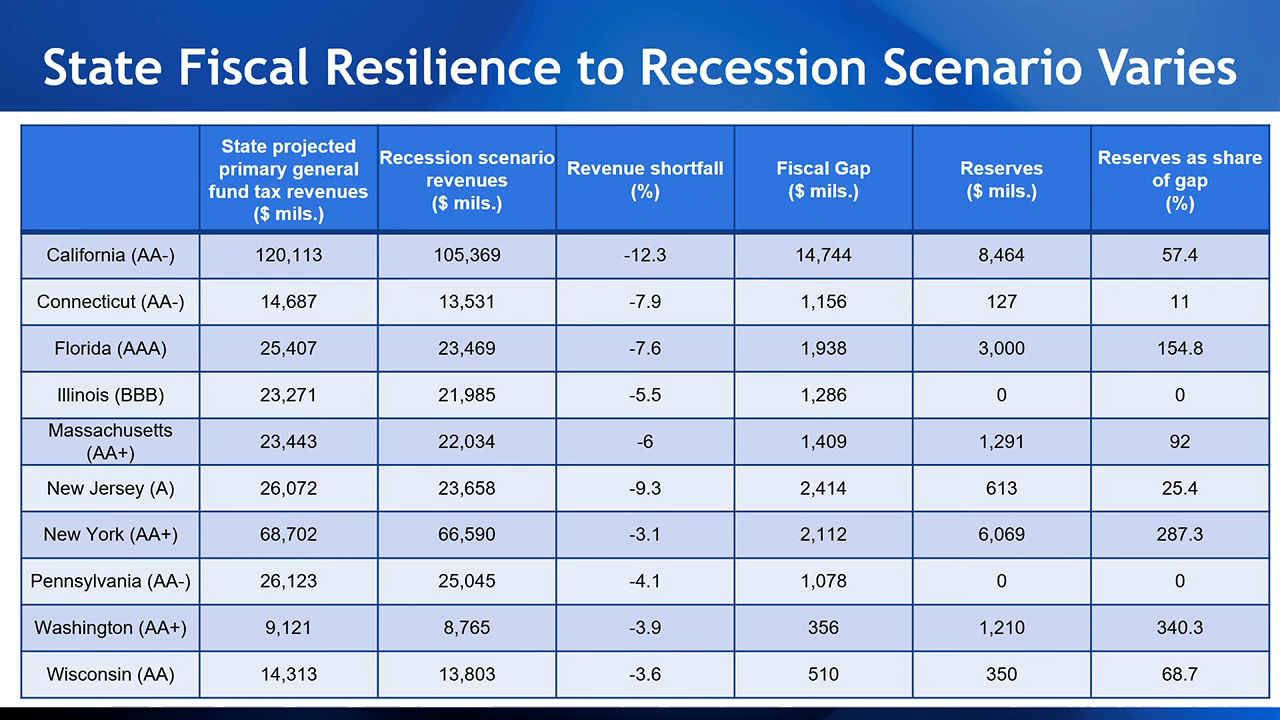 State Fiscal Resilience to Recession Scenario Varies
State projected
primary general
fund tax revenues
($ mils.)
Recession scenario
revenues
($ mils.)
Revenue shortfall
(%)
Fiscal Gap
($ mils.)
Reserves
($ mils.)
Reserves as share
of gap
(%)
California (AA-) 120,113 105,369 -12.3 14,744 8,464 57.4
Connecticut (AA-) 14,687 13,531 -7.9 1,156 127 11
Florida (AAA) 25,407 23,469 -7.6 1,938 3,000 154.8
Illinois (BBB) 23,271 21,985 -5.5 1,286 0 0
Massachusetts
(AA+) 23,443 22,034 -6 1,409 1,291 92
New Jersey (A) 26,072 23,658 -9.3 2,414 613 25.4
New York (AA+) 68,702 66,590 -3.1 2,112 6,069 287.3
Pennsylvania (AA-) 26,123 25,045 -4.1 1,078 0 0
Washington (AA+) 9,121 8,765 -3.9 356 1,210 340.3
Wisconsin (AA) 14,313 13,803 -3.6 510 350 68.7